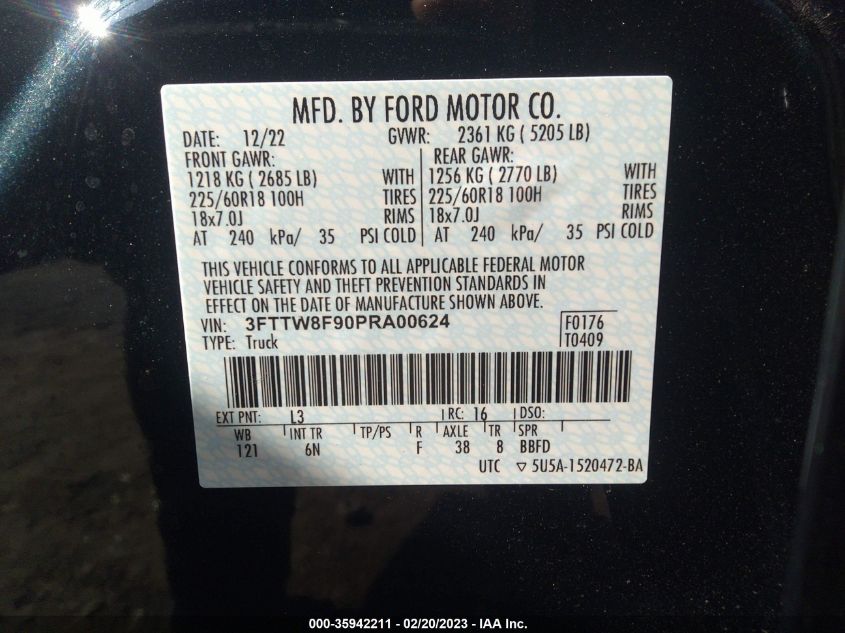 MFD. BY FORD MOTOR CO.
DATE: 12/22 GVWR: 2361 KG ( 5205 LB)
FRONT GAWR: REAR GAWR:
1218 KG ( 2685 LB) WITH 1256 KG ( 2770 LB) WITH
225/60R18 100H TIRES 225/60R18 100H TIRES
18x7.0J RIMS 18x7.0J RIMS
AT 240 kPa/ 35 PSI COLD AT 240 kPa/ 35 PSI COLD
THIS VEHICLE CONFORMS TO ALL APPLICABLE FEDERAL MOTOR
VEHICLE SAFETY AND THEFT PREVENTION STANDARDS IN
EFFECT ON THE DATE OF MANUFACTURE SHOWN ABOVE.
VIN: 3FTTW8F90PRA00624 F0176
TYPE: Truck T0409
EXT PNT: L3 RC: 16 DSO:
WB INT TR TP/PS R AXLE TR SPR
121 6N F 38 8 BBFD
UTC ▽ 5U5A-1520472-BA
000-35942211 - 02/20/2023 - IAA Inc.